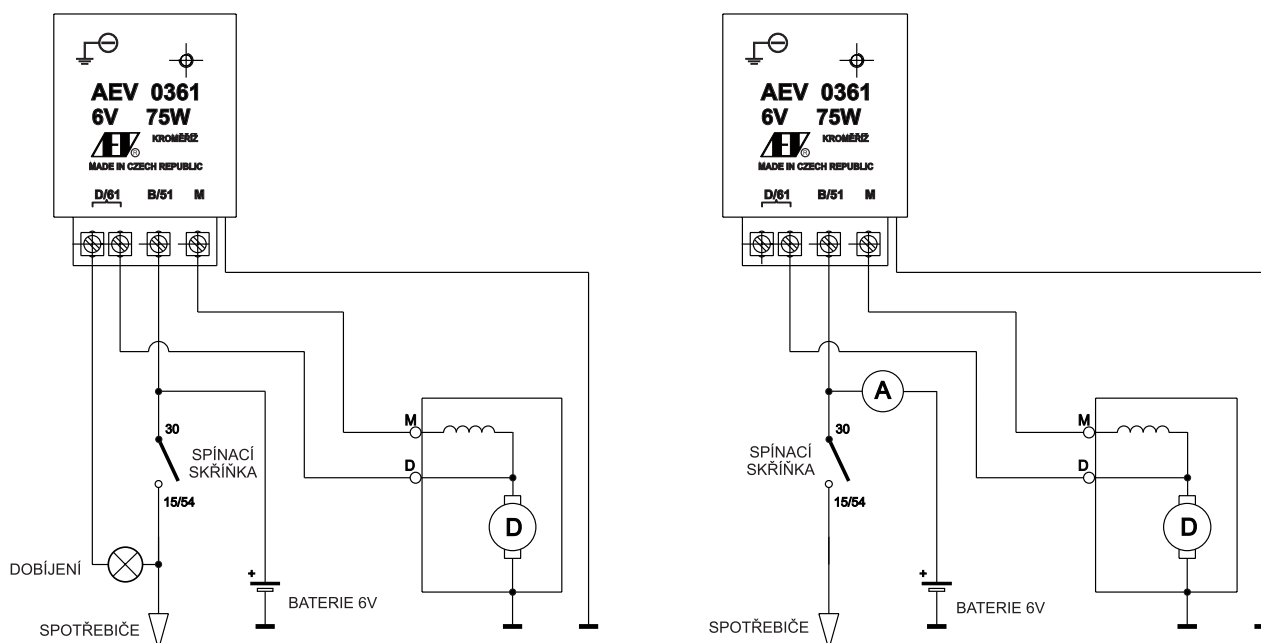 AEV 0361
6V 75W
AEV ® KROMĚŘÍŽ
MADE IN CZECH REPUBLIC
D/61 B/51 M
30
SPÍNACÍ
SKŘÍŇKA
15/54
DOBÍJENÍ
+
BATERIE 6V
SPOTŘEBIČE
M
D
D
AEV 0361
6V 75W
AEV ® KROMĚŘÍŽ
MADE IN CZECH REPUBLIC
D/61 B/51 M
A
30
SPÍNACÍ
SKŘÍŇKA
15/54
+
BATERIE 6V
SPOTŘEBIČE
M
D
D